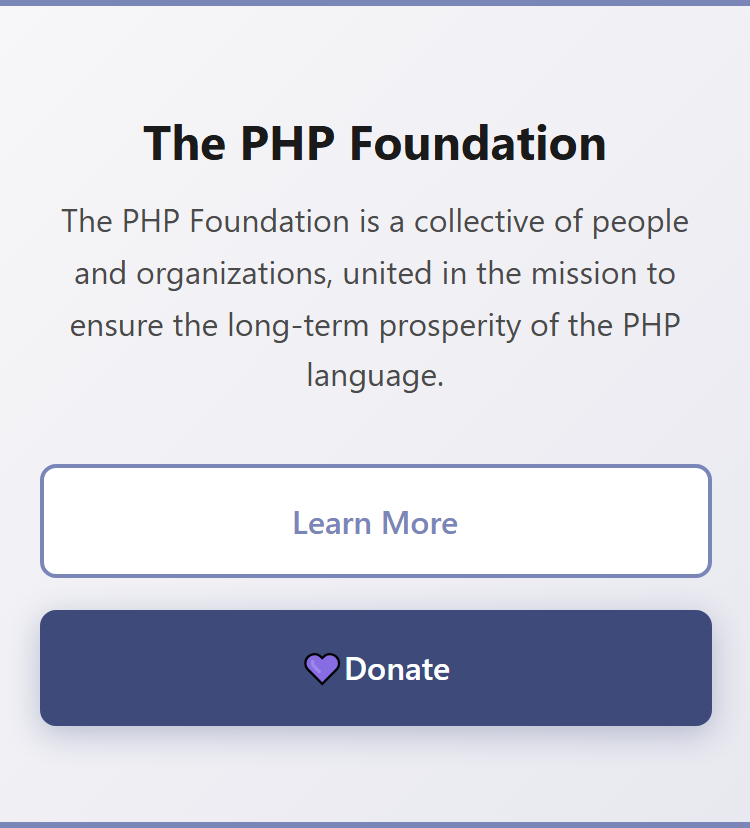 The PHP Foundation
The PHP Foundation is a collective of people
and organizations, united in the mission to
ensure the long-term prosperity of the PHP
language.
Learn More
💜Donate